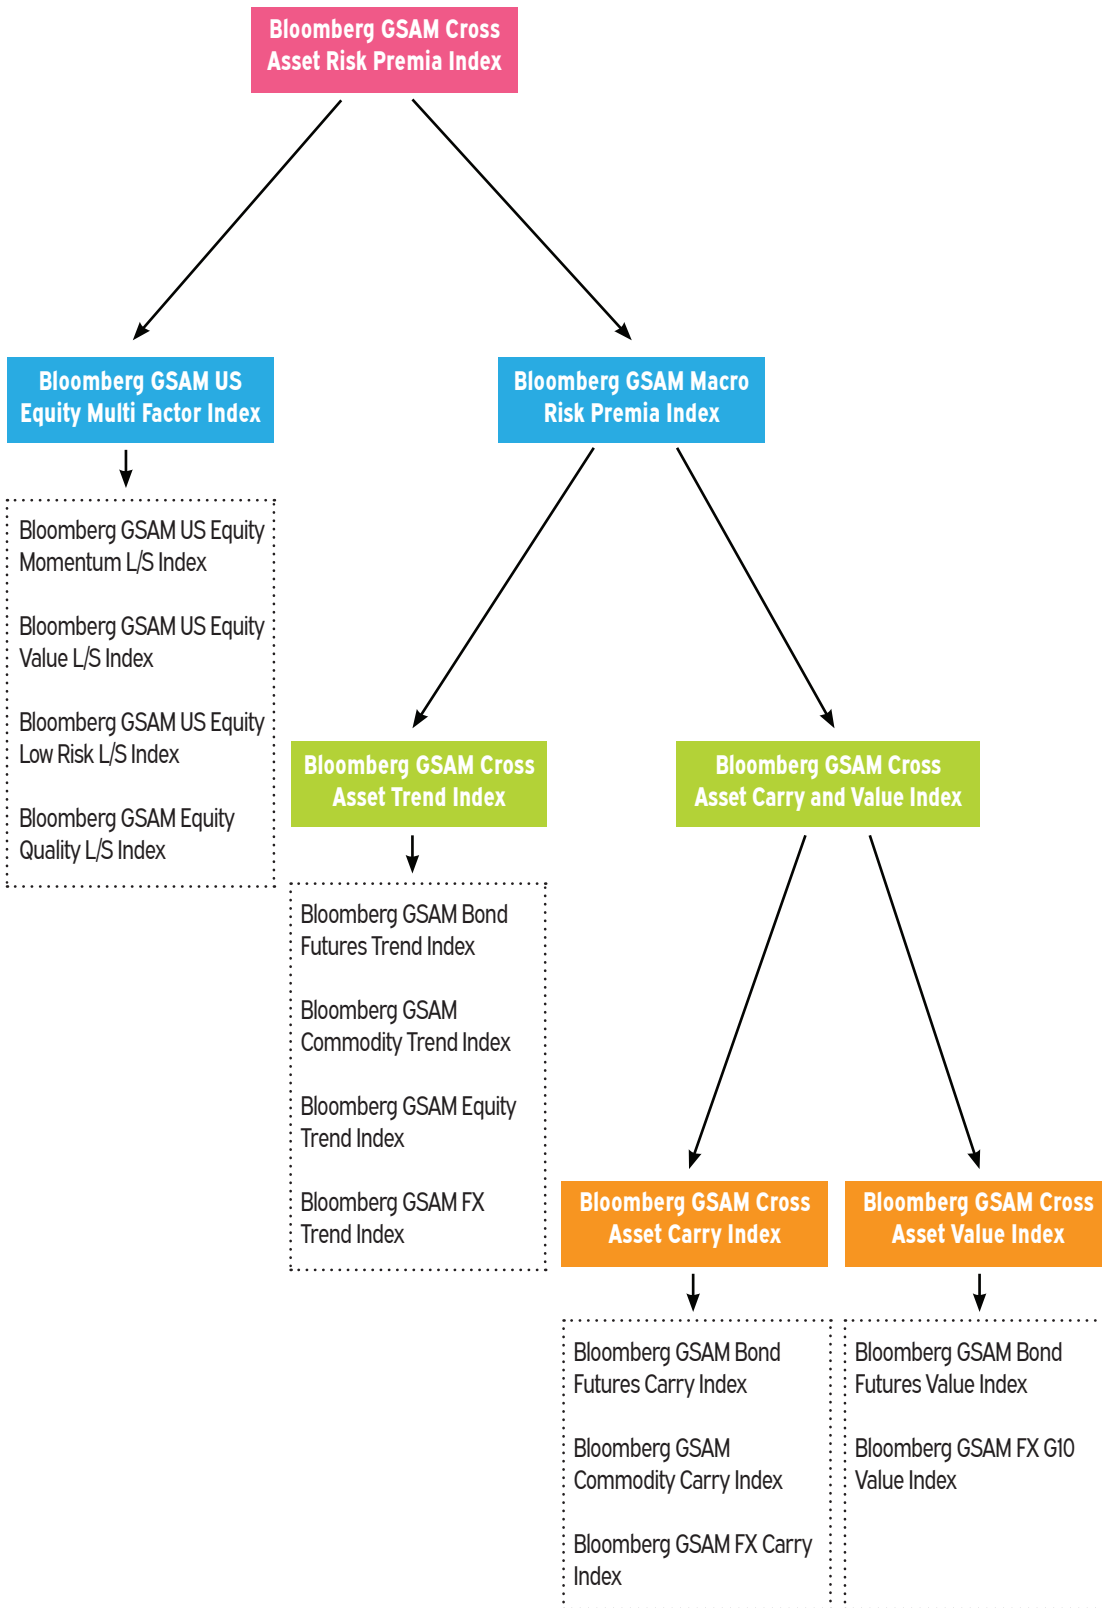 Bloomberg GSAM Cross
Asset Risk Premia Index
Bloomberg GSAM US
Equity Multi Factor Index
Bloomberg GSAM Macro
Risk Premia Index
Bloomberg GSAM US Equity
Momentum L/S Index
Bloomberg GSAM US Equity
Value L/S Index
Bloomberg GSAM US Equity
Low Risk L/S Index
Bloomberg GSAM Equity
Quality L/S Index
Bloomberg GSAM Cross
Asset Trend Index
Bloomberg GSAM Cross
Asset Carry and Value Index
Bloomberg GSAM Bond
Futures Trend Index
Bloomberg GSAM
Commodity Trend Index
Bloomberg GSAM Equity
Trend Index
Bloomberg GSAM FX
Trend Index
Bloomberg GSAM Cross
Asset Carry Index
Bloomberg GSAM Cross
Asset Value Index
Bloomberg GSAM Bond
Futures Carry Index
Bloomberg GSAM
Commodity Carry Index
Bloomberg GSAM FX Carry
Index
Bloomberg GSAM Bond
Futures Value Index
Bloomberg GSAM FX G10
Value Index